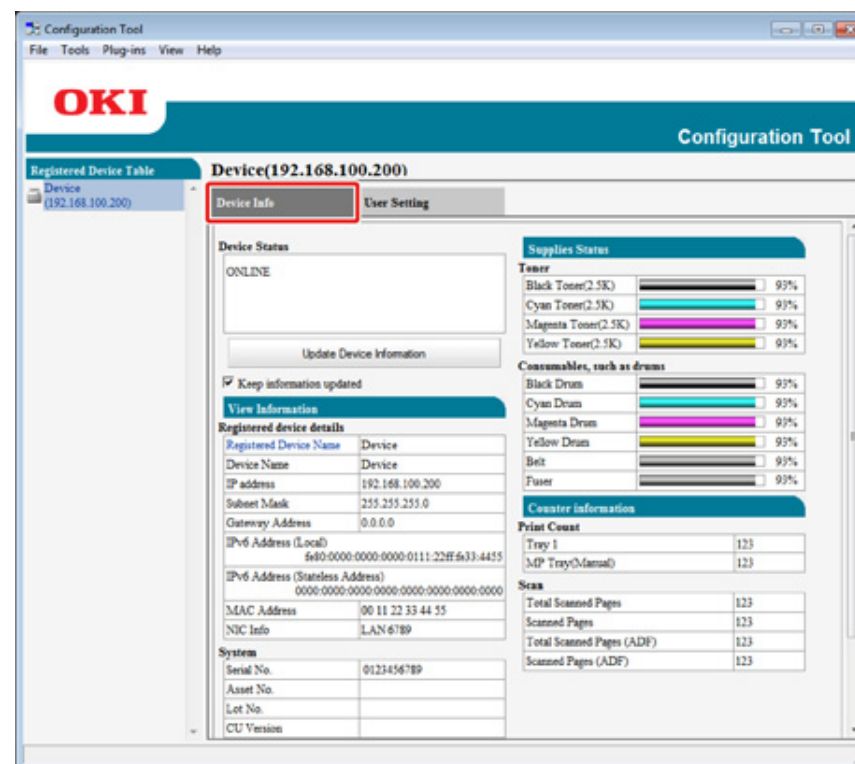 Configuration Tool
File Tools Plug-ins View Help
OKI
Configuration Tool
Registered Device Table
Device
(192.168.100.200)
Device(192.168.100.200)
Device Info
User Setting
Device Status
ONLINE
Update Device Information
Keep information updated
View Information
Registered device details
Registered Device Name Device
Device Name Device
IP address 192.168.100.200
Subnet Mask 255.255.255.0
Gateway Address 0.0.0.0
IPv6 Address (Local)
fe80:0000:0000:0000:0111:22ff:fe33:4455
IPv6 Address (Stateless Address)
0000:0000:0000:0000:0000:0000:0000:0000
MAC Address 00 11 22 33 44 55
NIC Info LAN 6789
System
Serial No. 0123456789
Asset No.
Lot No.
CU Version
Supplies Status
Toner
Black Toner(2.5K) 93%
Cyan Toner(2.5K) 93%
Magenta Toner(2.5K) 93%
Yellow Toner(2.5K) 93%
Consumables, such as drums
Black Drum 93%
Cyan Drum 93%
Magenta Drum 93%
Yellow Drum 93%
Belt 93%
Fuser 93%
Counter information
Print Count
Tray 1 123
MP Tray(Manual) 123
Scan
Total Scanned Pages 123
Scanned Pages 123
Total Scanned Pages (ADF) 123
Scanned Pages (ADF) 123